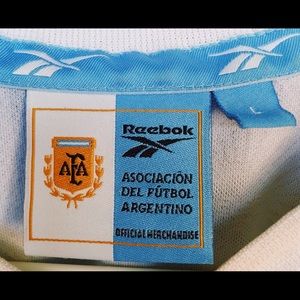 L
AFA
Reebok
ASOCIACIÓN
DEL FÚTBOL
ARGENTINO
OFFICIAL MERCHANDISE